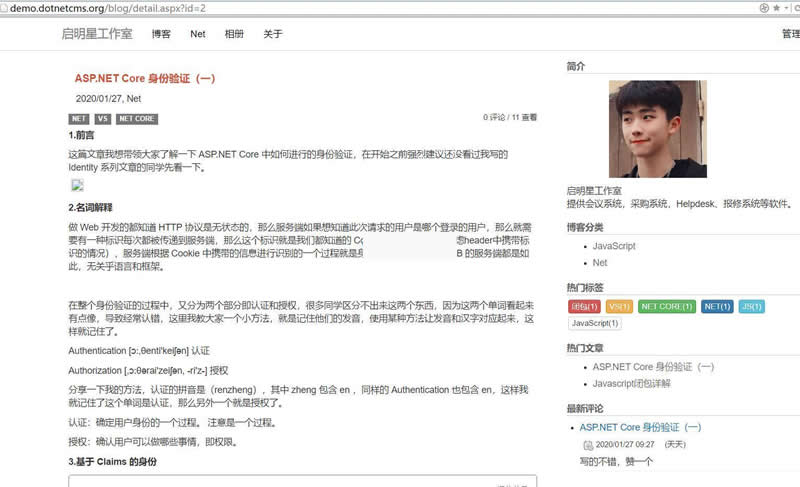 demo.dotnetcms.org/blog/detail.aspx?id=2
启明星工作室 博客 Net 相册 关于 管理
ASP.NET Core 身份验证（一）
2020/01/27, Net
NET VS NET CORE
0 评论 / 11 查看
1.前言
这篇文章我想带领大家了解一下 ASP.NET Core 中如何进行的身份验证，在开始之前强烈建议还没看过我写的
Identity 系列文章的同学先看一下。
2.名词解释
做 Web 开发的都知道 HTTP 协议是无状态的，那么服务端如果想知道此次请求的用户是哪个登录的用户，那么就需
要有一种标识每次都被传递到服务端，那么这个标识就是我们都知道的 header中携带标
识的情况），服务端根据 Cookie 中携带的信息进行识别的一个过程就是 B 的服务端都是如
此，无关乎语言和框架。
在整个身份验证的过程中，又分为两个部分即认证和授权，很多同学区分不出来这两个东西，因为这两个单词看起来
有点像，导致经常认错，这里我教大家一个小方法，就是记住他们的发音，使用某种方法让发音和汉字对应起来，这
样就记住了。
Authentication [ɔː,θenti'keiʃən] 认证
Authorization [,ɔːθərai'zeiʃən, -ri'z-] 授权
分享一下我的方法，认证的拼音是（renzheng），其中 zheng 包含 en ，同样的 Authentication 也包含 en，这样我
就记住了这个单词是认证，那么另外一个就是授权了。
认证：确定用户身份的一个过程。 注意是一个过程。
授权：确认用户可以做哪些事情，即权限。
3.基于 Claims 的身份
简介
启明星工作室
提供会议系统，采购系统，Helpdesk、报修系统等软件。
博客分类
JavaScript
Net
热门标签
闭包(1) VS(1) NET CORE(1) .NET(1) JS(1)
JavaScript(1)
热门文章
ASP.NET Core 身份验证（一）
Javascript闭包详解
最新评论
ASP.NET Core 身份验证（一）
2020/01/27 09:27 (天天)
写的不错，赞一个